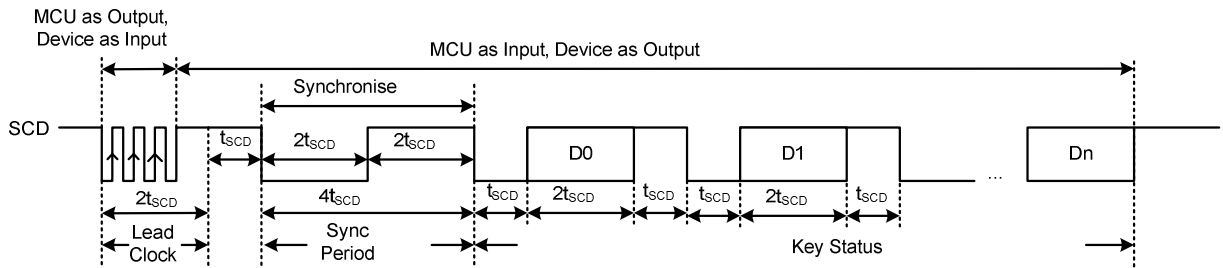 MCU as Output,
Device as Input
MCU as Input, Device as Output
Synchronise
SCD
tSCD
2tSCD
2tSCD
D0
D1
Dn
...
2tSCD
4tSCD
tSCD
2tSCD
tSCD
tSCD
2tSCD
tSCD
Lead
Clock
Sync
Period
Key Status